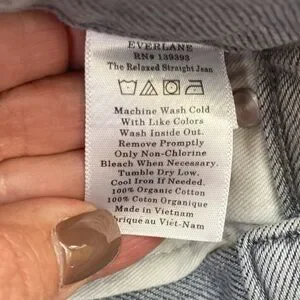 EVERLANE
RN# 139393
The Relaxed Straight Jean
Machine Wash Cold
With Like Colors
Wash Inside Out.
Remove Promptly
Only Non-Chlorine
Bleach When Necessary.
Tumble Dry Low.
Cool Iron If Needed.
100% Organic Cotton
100% Coton Organique
Made in Vietnam
riqué au Viêt-Nam